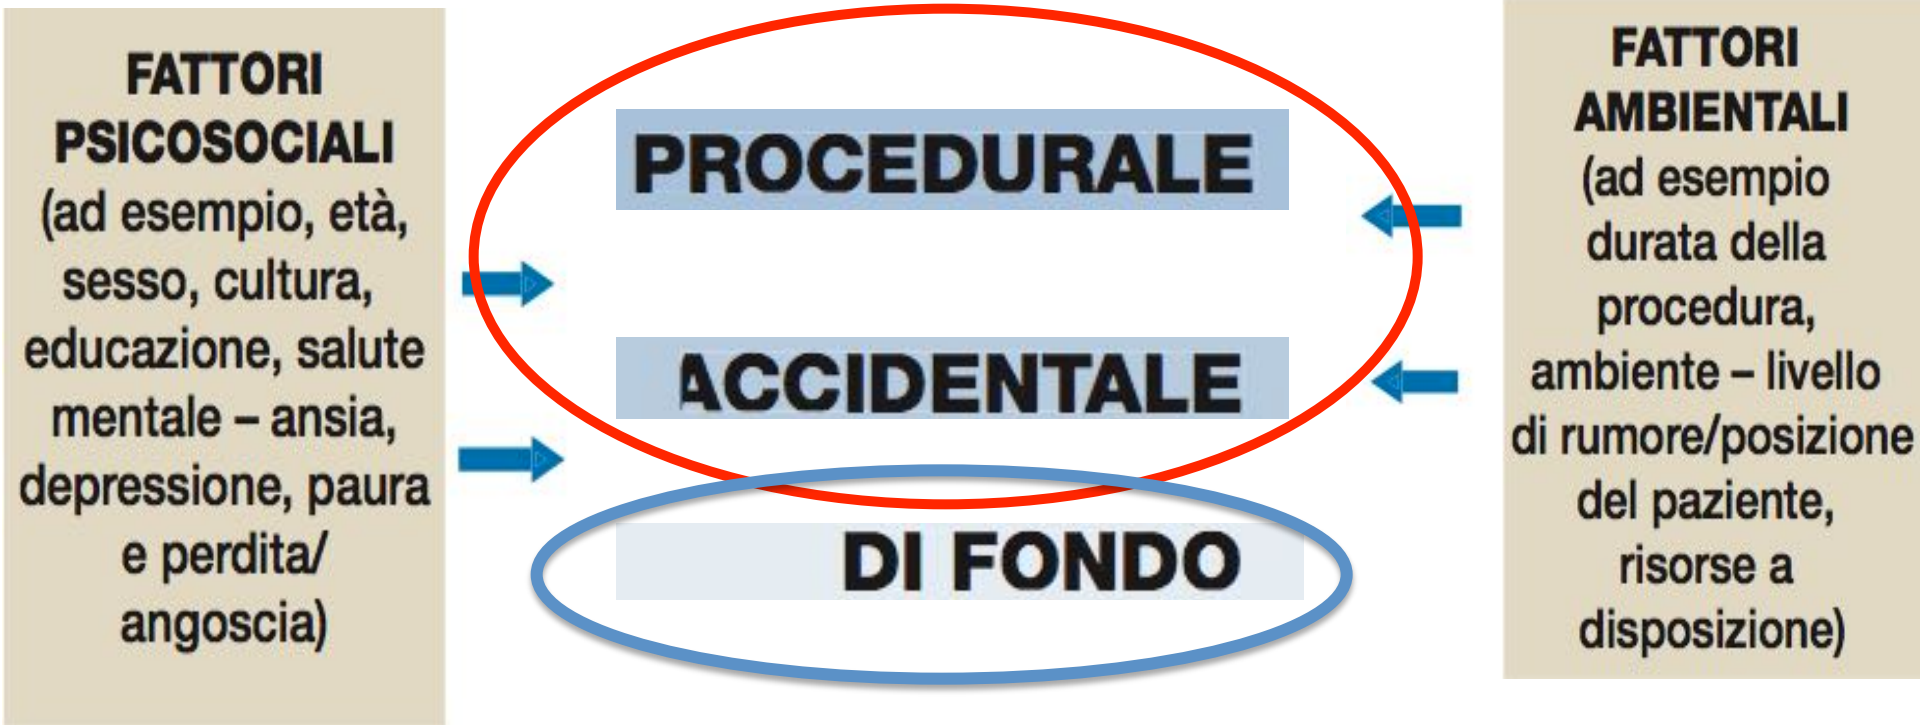 FATTORI
PSICOSOCIALI
(ad esempio, età,
sesso, cultura,
educazione, salute
mentale – ansia,
depressione, paura
e perdita/
angoscia)
PROCEDURALE
ACCIDENTALE
DI FONDO
FATTORI
AMBIENTALI
(ad esempio
durata della
procedura,
ambiente – livello
di rumore/posizione
del paziente,
risorse a
disposizione)